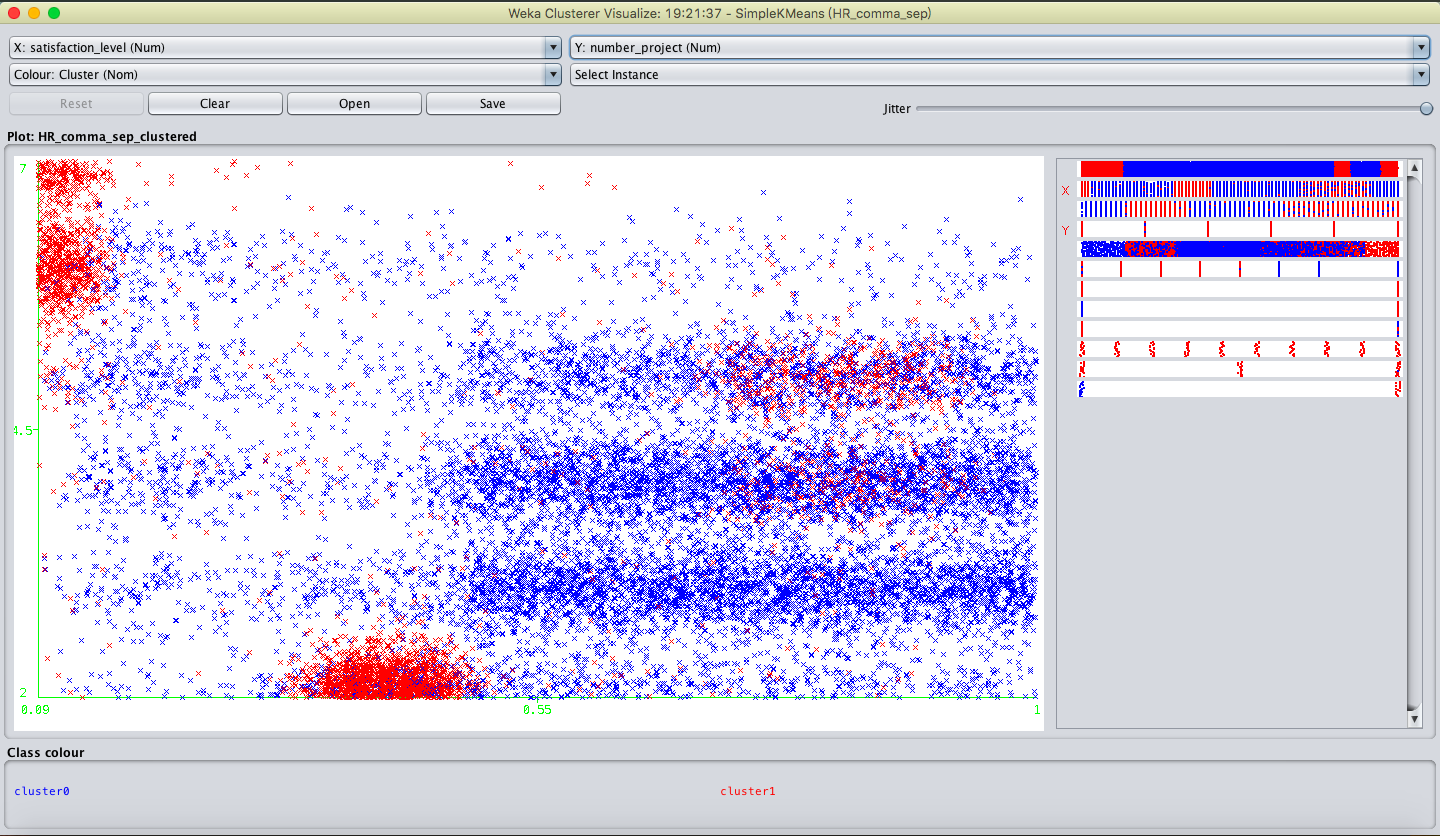 Weka Clusterer Visualize: 19:21:37 - SimpleKMeans (HR_comma_sep)
X: satisfaction_level (Num)
Y: number_project (Num)
Colour: Cluster (Nom)
Select Instance
Reset
Clear
Open
Save
Jitter
Plot: HR_comma_sep_clustered
7
4.5
2
0.09
0.55
1
X
Y
Class colour
cluster0
cluster1